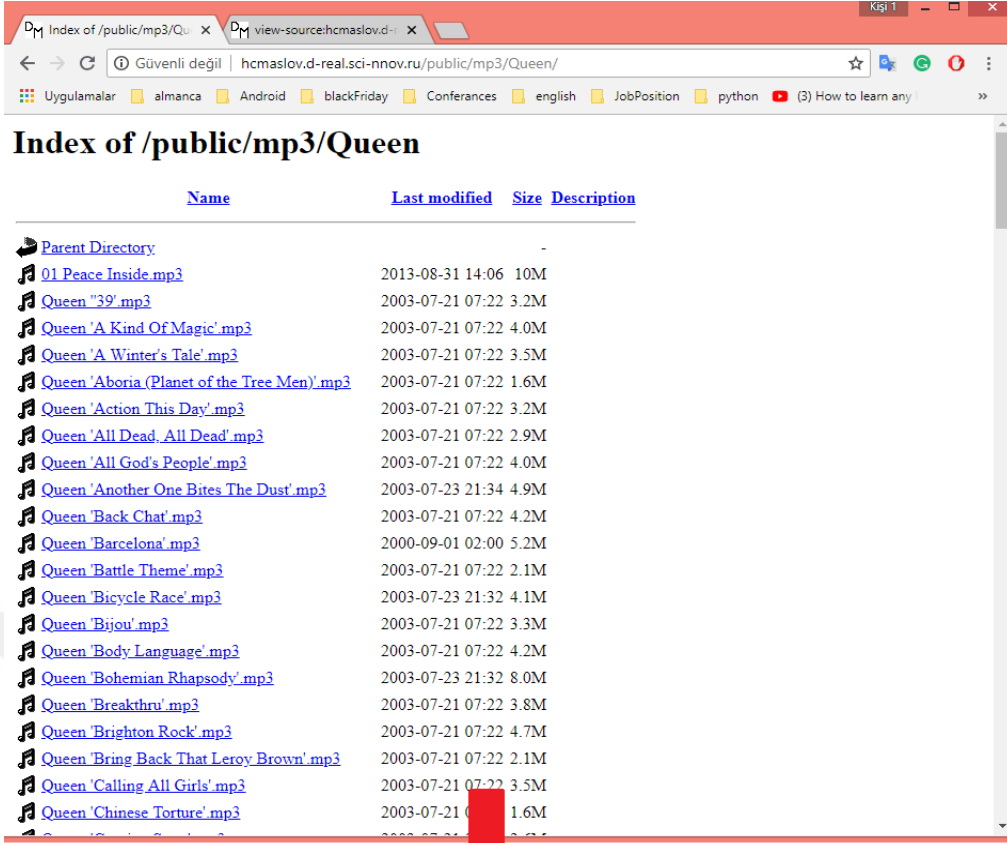 Kişi 1
Index of /public/mp3/Qu
view-source:hcmaslov.d-r
Güvenli değil | hcmaslov.d-real.sci-nnov.ru/public/mp3/Queen/
Uygulamalar almanca Android blackFriday Conferances english JobPosition python (3) How to learn any »
Index of /public/mp3/Queen
Name Last modified Size Description
Parent Directory -
01 Peace Inside.mp3 2013-08-31 14:06 10M
Queen ''39'.mp3 2003-07-21 07:22 3.2M
Queen 'A Kind Of Magic'.mp3 2003-07-21 07:22 4.0M
Queen 'A Winter's Tale'.mp3 2003-07-21 07:22 3.5M
Queen 'Aboria (Planet of the Tree Men)'.mp3 2003-07-21 07:22 1.6M
Queen 'Action This Day'.mp3 2003-07-21 07:22 3.2M
Queen 'All Dead, All Dead'.mp3 2003-07-21 07:22 2.9M
Queen 'All God's People'.mp3 2003-07-21 07:22 4.0M
Queen 'Another One Bites The Dust'.mp3 2003-07-23 21:34 4.9M
Queen 'Back Chat'.mp3 2003-07-21 07:22 4.2M
Queen 'Barcelona'.mp3 2000-09-01 02:00 5.2M
Queen 'Battle Theme'.mp3 2003-07-21 07:22 2.1M
Queen 'Bicycle Race'.mp3 2003-07-23 21:32 4.1M
Queen 'Bijou'.mp3 2003-07-21 07:22 3.3M
Queen 'Body Language'.mp3 2003-07-21 07:22 4.2M
Queen 'Bohemian Rhapsody'.mp3 2003-07-23 21:32 8.0M
Queen 'Breakthru'.mp3 2003-07-21 07:22 3.8M
Queen 'Brighton Rock'.mp3 2003-07-21 07:22 4.7M
Queen 'Bring Back That Leroy Brown'.mp3 2003-07-21 07:22 2.1M
Queen 'Calling All Girls'.mp3 2003-07-21 07:22 3.5M
Queen 'Chinese Torture'.mp3 2003-07-21 1.6M